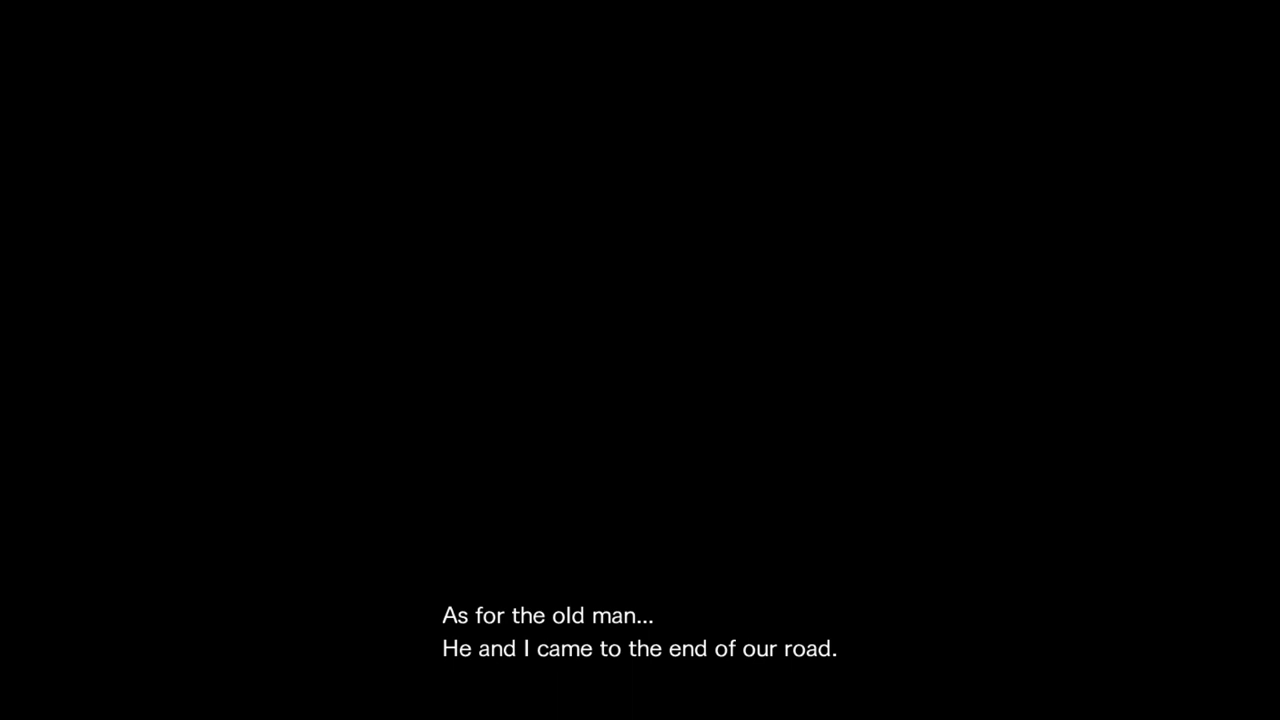 As for the old man...
He and I came to the end of our road.